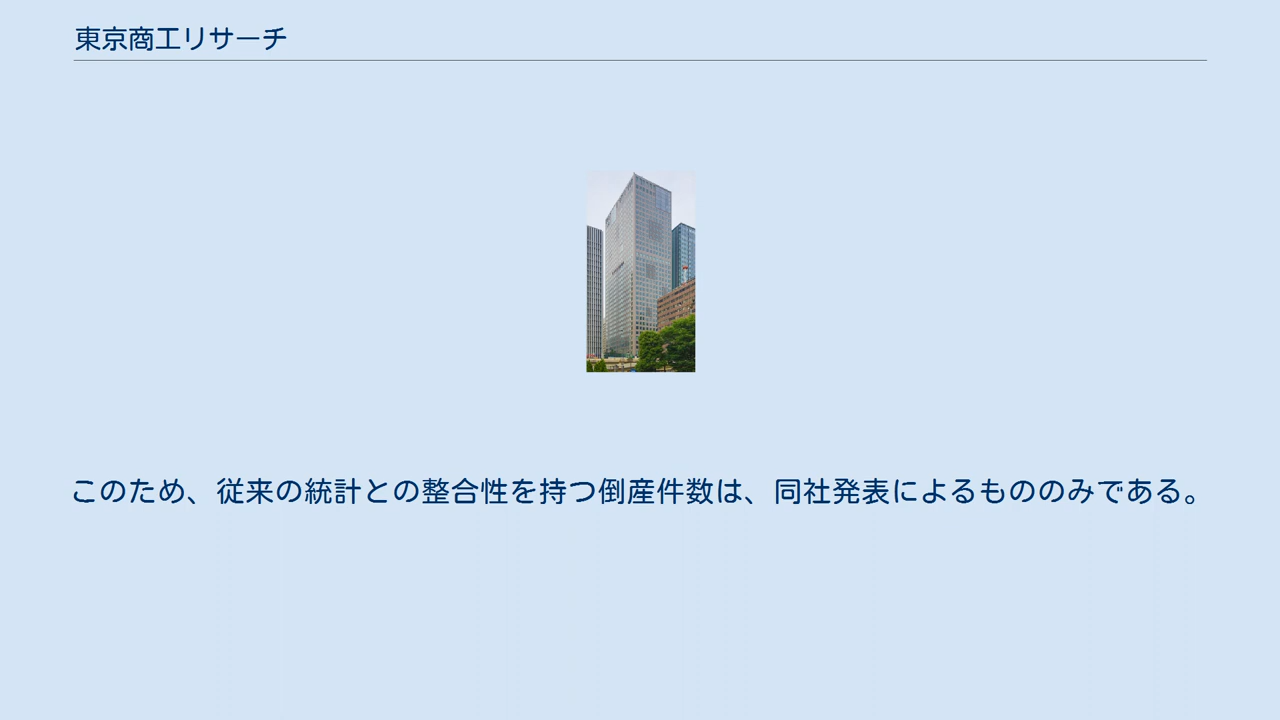 東京商工リサーチ
このため、従来の統計との整合性を持つ倒産件数は、同社発表によるもののみである。